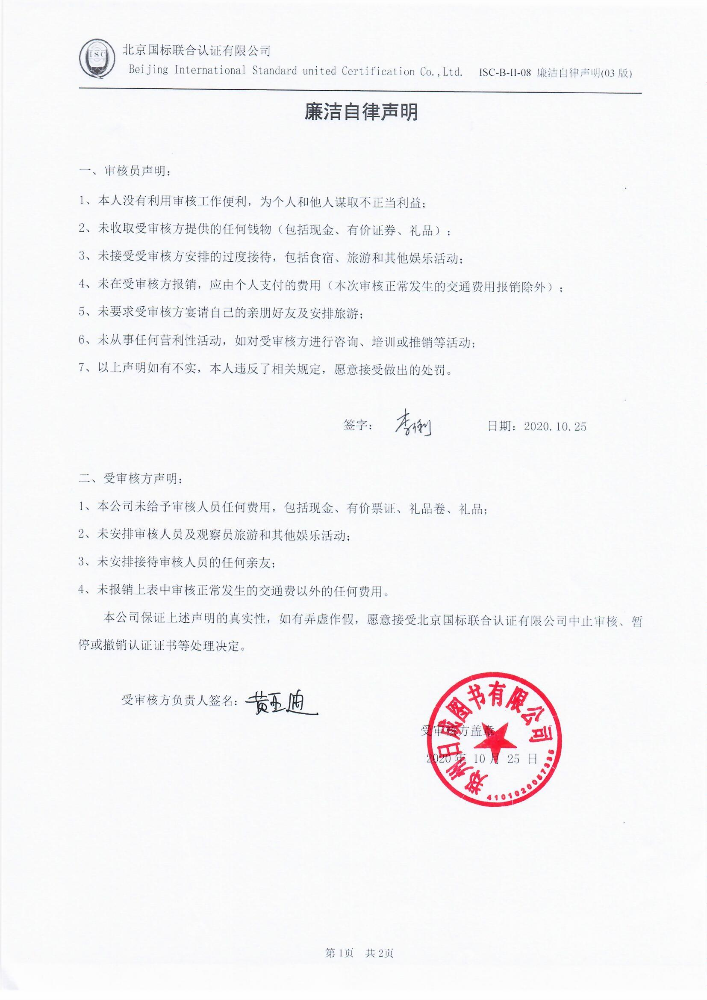 ISC
北京国标联合认证有限公司
Beijing International Standard united Certification Co.,Ltd. ISC-B-II-08 廉洁自律声明(03 版)
廉洁自律声明
一、审核员声明：
1、本人没有利用审核工作便利，为个人和他人谋取不正当利益；
2、未收取受审核方提供的任何钱物（包括现金、有价证券、礼品）；
3、未接受受审核方安排的过度接待，包括食宿、旅游和其他娱乐活动；
4、未在受审核方报销，应由个人支付的费用（本次审核正常发生的交通费用报销除外）；
5、未要求受审核方宴请自己的亲朋好友及安排旅游；
6、未从事任何营利性活动，如对受审核方进行咨询、培训或推销等活动；
7、以上声明如有不实，本人违反了相关规定，愿意接受做出的处罚。
签字： 李俐 日期：2020.10.25
二、受审核方声明：
1、本公司未给予审核人员任何费用，包括现金、有价票证、礼品卷、礼品；
2、未安排审核人员及观察员旅游和其他娱乐活动；
3、未安排接待审核人员的任何亲友；
4、未报销上表中审核正常发生的交通费以外的任何费用。
本公司保证上述声明的真实性，如有弄虚作假，愿意接受北京国标联合认证有限公司中止审核、暂
停或撤销认证证书等处理决定。
受审核方负责人签名：黄亚迪
受审核方盖章
2020 年 10 月 25 日
郑州日成图书有限公司
4101020057335
第 1页 共 2页